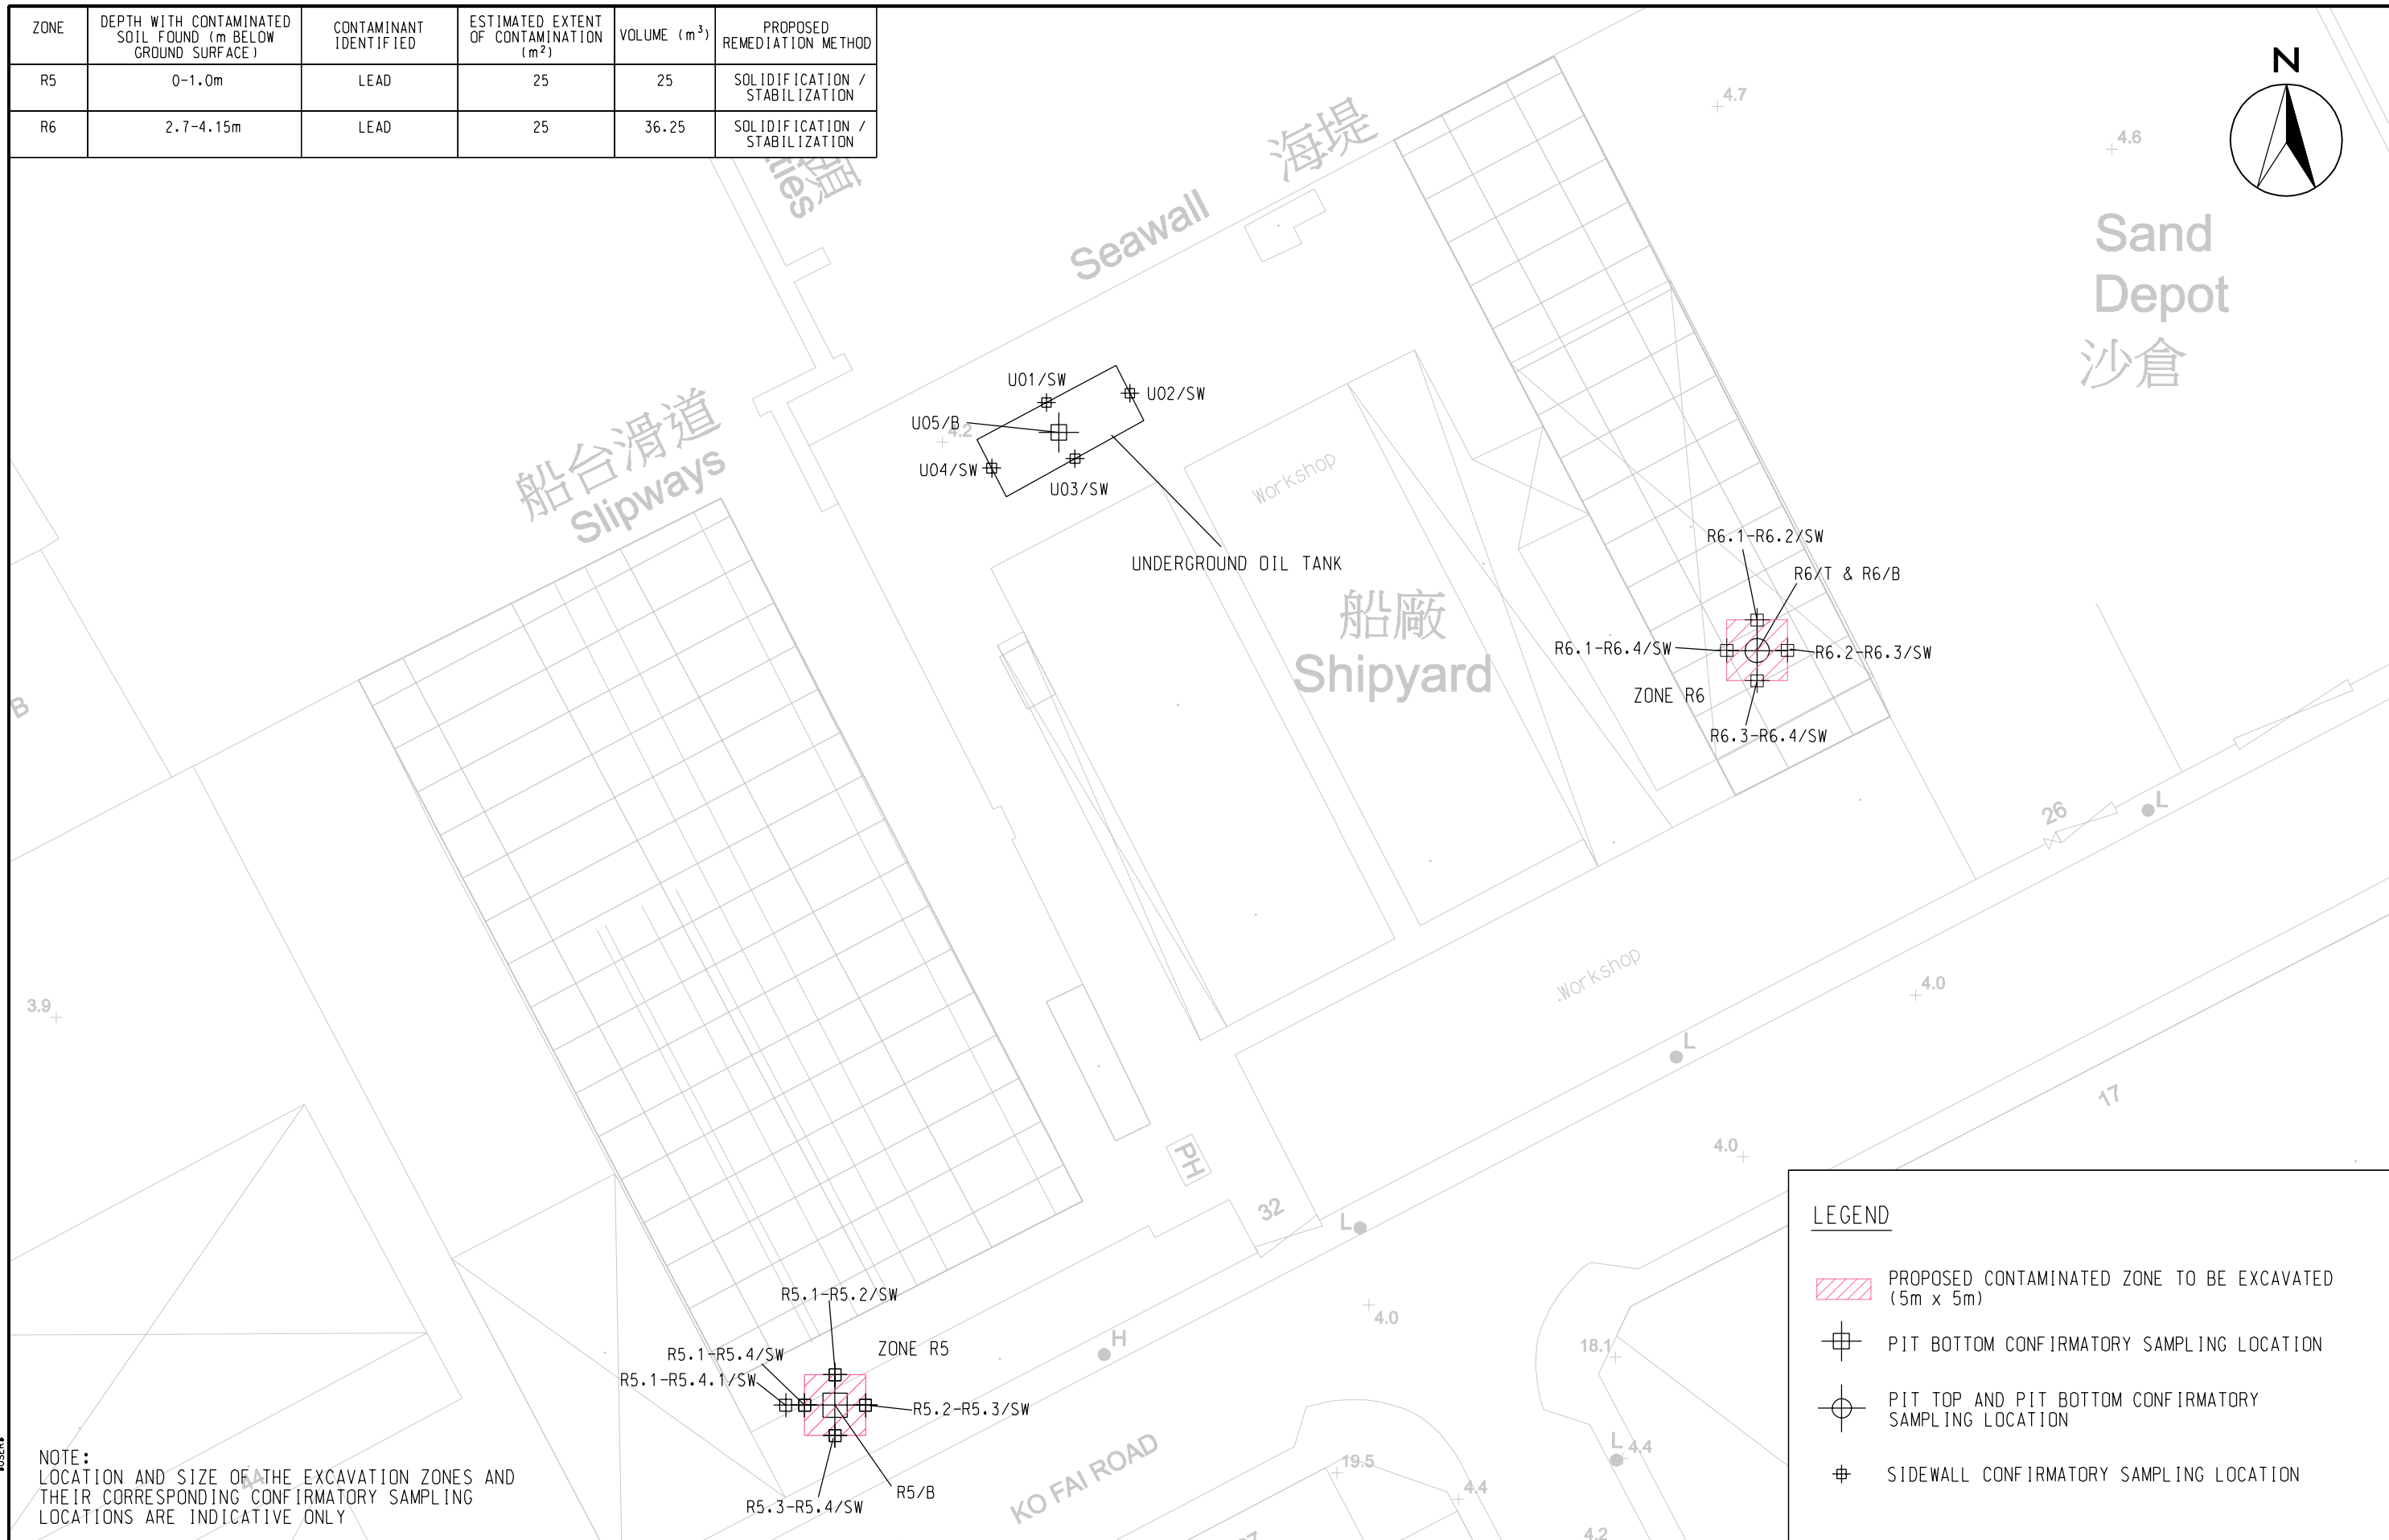 ZONE
DEPTH WITH CONTAMINATED
SOIL FOUND (m BELOW
GROUND SURFACE)
CONTAMINANT
IDENTIFIED
ESTIMATED EXTENT
OF CONTAMINATION
(m²)
VOLUME (m³)
PROPOSED
REMEDIATION METHOD
R5
0-1.0m
LEAD
25
25
SOLIDIFICATION /
STABILIZATION
R6
2.7-4.15m
LEAD
25
36.25
SOLIDIFICATION /
STABILIZATION
N
4.7
4.6
海堤
Seawall
Sand
Depot
沙倉
U01/SW
U02/SW
U05/B
4.2
U04/SW
U03/SW
船台滑道
Slipways
Workshop
UNDERGROUND OIL TANK
R6.1-R6.2/SW
R6/T & R6/B
船廠
Shipyard
R6.1-R6.4/SW
R6.2-R6.3/SW
ZONE R6
R6.3-R6.4/SW
B
26
L
Workshop
4.0
3.9
L
17
4.0
PH
32
L
4.0
H
18.1
R5.1-R5.2/SW
ZONE R5
R5.1-R5.4/SW
R5.1-R5.4.1/SW
R5.2-R5.3/SW
R5/B
R5.3-R5.4/SW
KO FAI ROAD
19.5
L
4.4
4.4
4.2
44
LEGEND
PROPOSED CONTAMINATED ZONE TO BE EXCAVATED
(5m x 5m)
PIT BOTTOM CONFIRMATORY SAMPLING LOCATION
PIT TOP AND PIT BOTTOM CONFIRMATORY
SAMPLING LOCATION
SIDEWALL CONFIRMATORY SAMPLING LOCATION
NOTE:
LOCATION AND SIZE OF THE EXCAVATION ZONES AND
THEIR CORRESPONDING CONFIRMATORY SAMPLING
LOCATIONS ARE INDICATIVE ONLY